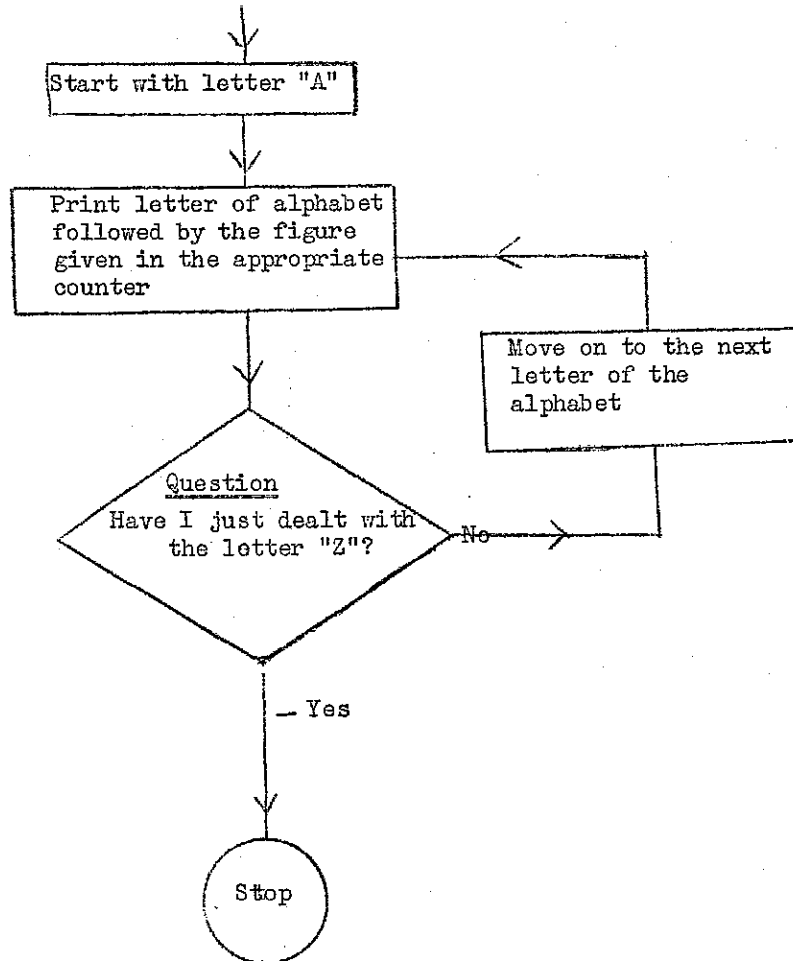 Start with letter "A"
Print letter of alphabet
followed by the figure
given in the appropriate
counter
Move on to the next
letter of the
alphabet
Question
Have I just dealt with
the letter "Z"?
No
Yes
Stop